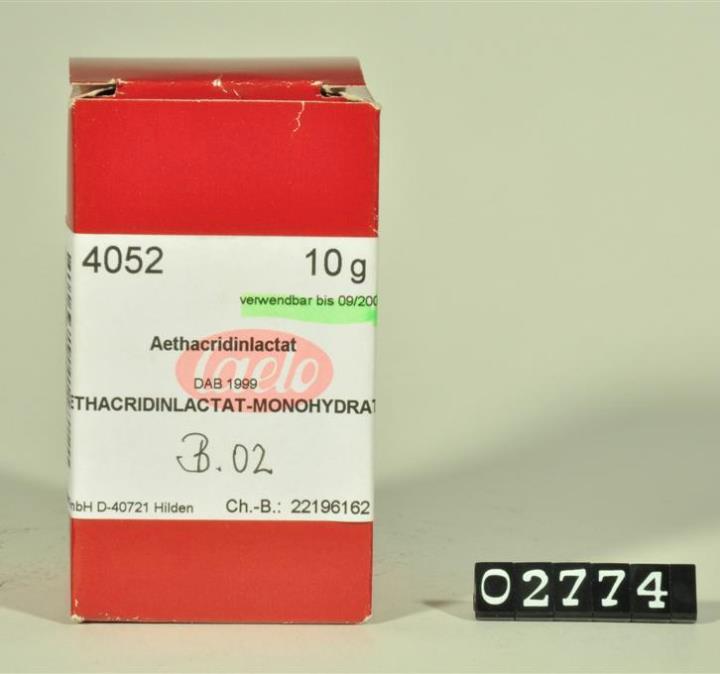 4052 10 g
verwendbar bis 09/200
Aethacridinlactat
Caelo
DAB 1999
ETHACRIDINLACTAT-MONOHYDRAT
B.02
mbH D-40721 Hilden Ch.-B.: 22196162
02774